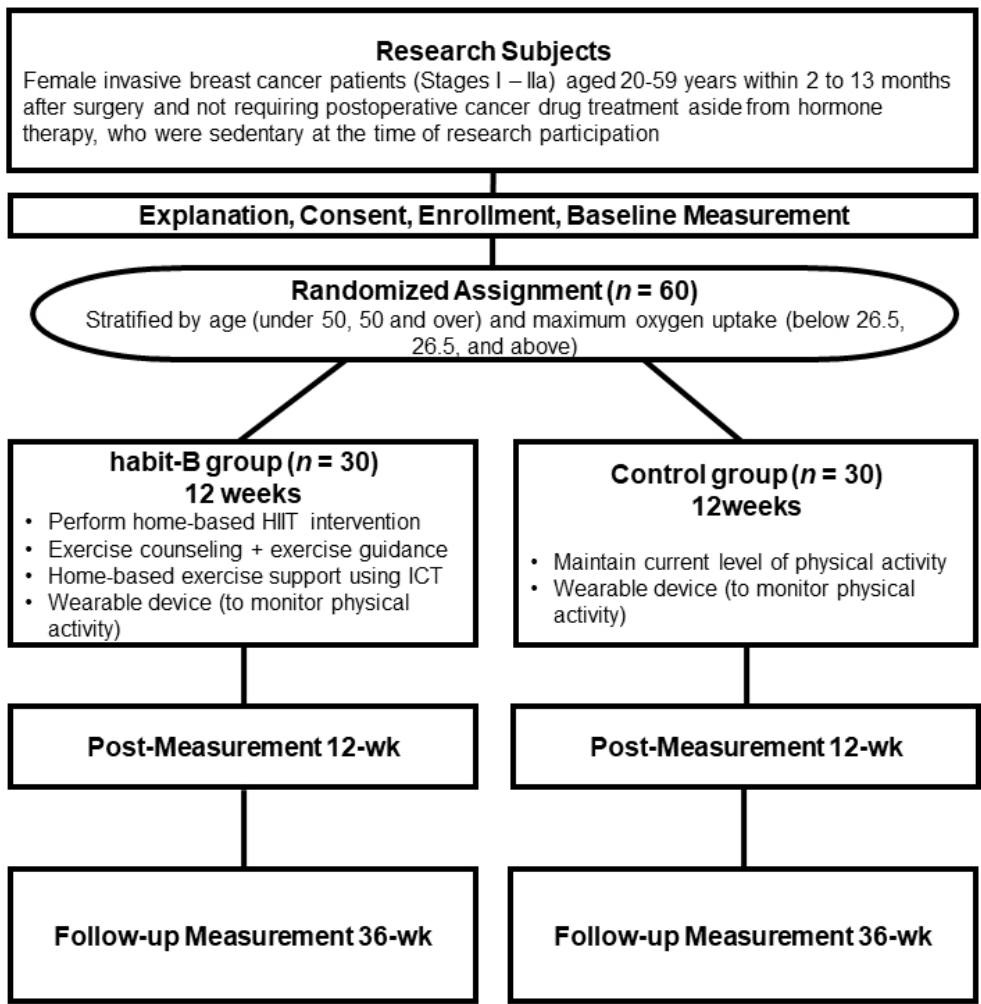 Research Subjects
Female invasive breast cancer patients (Stages I – IIa) aged 20-59 years within 2 to 13 months
after surgery and not requiring postoperative cancer drug treatment aside from hormone
therapy, who were sedentary at the time of research participation
Explanation, Consent, Enrollment, Baseline Measurement
Randomized Assignment (n = 60)
Stratified by age (under 50, 50 and over) and maximum oxygen uptake (below 26.5,
26.5, and above)
habit-B group (n = 30)
12 weeks
• Perform home-based HIIT intervention
• Exercise counseling + exercise guidance
• Home-based exercise support using ICT
• Wearable device (to monitor physical
activity)
Control group (n = 30)
12weeks
• Maintain current level of physical activity
• Wearable device (to monitor physical
activity)
Post-Measurement 12-wk
Post-Measurement 12-wk
Follow-up Measurement 36-wk
Follow-up Measurement 36-wk